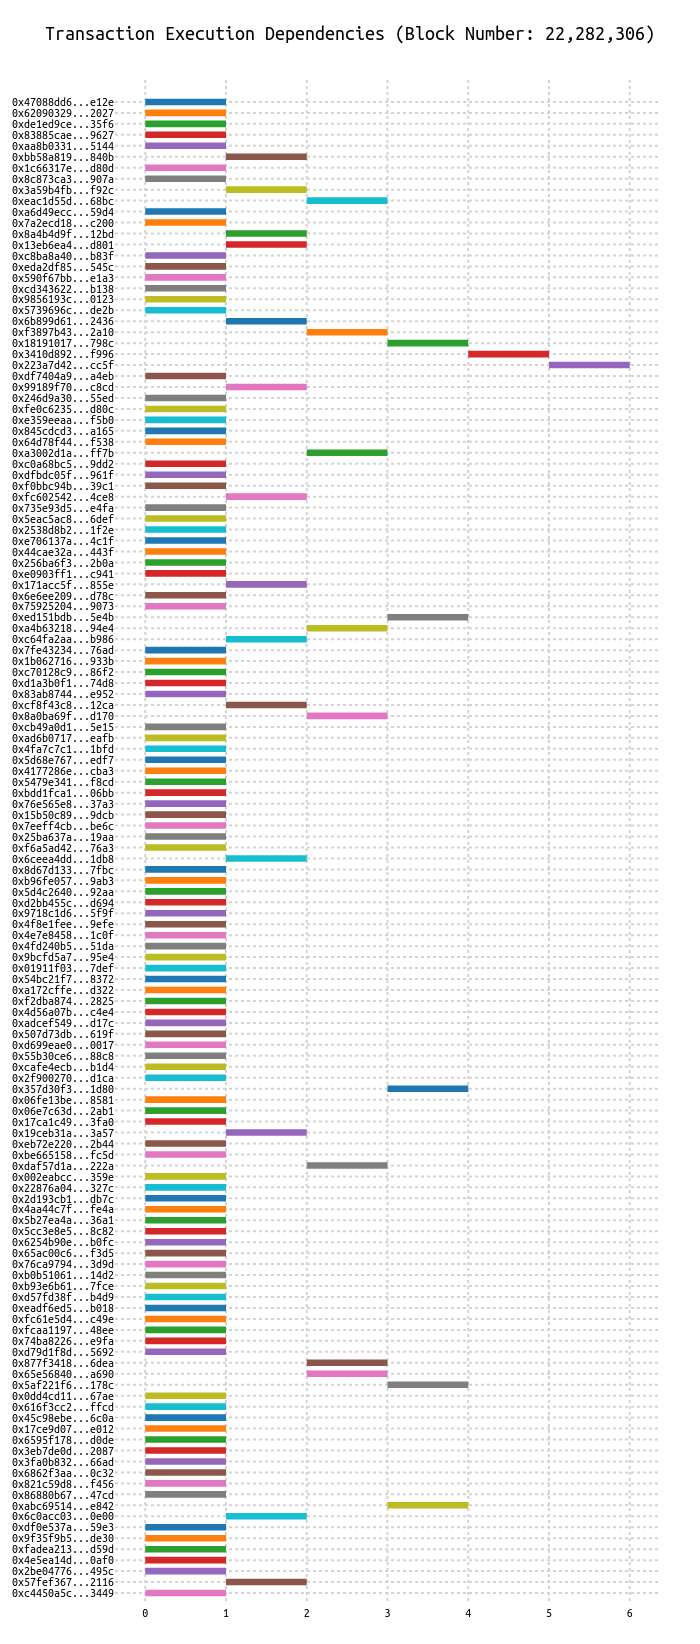 Transaction Execution Dependencies (Block Number: 22,282,306)
0x47088dd6...e12e
0x62090329...2027
0xde1ed9ce...35f6
0x83885cae...9627
0xaa8b0331...5144
0xbb58a819...840b
0x1c66317e...d80d
0x8c873ca3...907a
0x3a59b4fb...f92c
0xeac1d55d...68bc
0xa6d49ecc...59d4
0x7a2ecd18...c200
0x8a4b4d9f...12bd
0x13eb6ea4...d801
0xc8ba8a40...b83f
0xeda2df85...545c
0x590f67bb...e1a3
0xcd343622...b138
0x9856193c...0123
0x5739696c...de2b
0x6b899d61...2436
0xf3897b43...2a10
0x18191017...798c
0x3410d892...f996
0x223a7d42...cc5f
0xdf7404a9...a4eb
0x99189f70...c8cd
0x246d9a30...55ed
0xfe0c6235...d80c
0xe359eeaa...f5b0
0x845cdcd3...a165
0x64d78f44...f538
0xa3002d1a...ff7b
0xc0a68bc5...9dd2
0xdfbdc05f...961f
0xf0bbc94b...39c1
0xfc602542...4ce8
0x735e93d5...e4fa
0x5eac5ac8...6def
0x2538d8b2...1f2e
0xe706137a...4c1f
0x44cae32a...443f
0x256ba6f3...2b0a
0xe0903ff1...c941
0x171acc5f...855e
0x6e6ee209...d78c
0x75925204...9073
0xed151bdb...5e4b
0xa4b63218...94e4
0xc64fa2aa...b986
0x7fe43234...76ad
0x1b062716...933b
0xc70128c9...86f2
0xd1a3b0f1...74d8
0x83ab8744...e952
0xcf8f43c8...12ca
0x8a0ba69f...d170
0xcb49a0d1...5e15
0xad6b0717...eafb
0x4fa7c7c1...1bfd
0x5d68e767...edf7
0x4177286e...cba3
0x5479e341...f8cd
0xbdd1fca1...06bb
0x76e565e8...37a3
0x15b50c89...9dcb
0x7eeff4cb...be6c
0x25ba637a...19aa
0xf6a5ad42...76a3
0x6ceea4dd...1db8
0x8d67d133...7fbc
0xb96fe057...9ab3
0x5d4c2640...92aa
0xd2bb455c...d694
0x9718c1d6...5f9f
0x4f8e1fee...9efe
0x4e7e8458...1c0f
0x4fd240b5...51da
0x9bcfd5a7...95e4
0x01911f03...7def
0x54bc21f7...8372
0xa172cffe...d322
0xf2dba874...2825
0x4d56a07b...c4e4
0xadcef549...d17c
0x507d73db...619f
0xd699eae0...0017
0x55b30ce6...88c8
0xcafe4ecb...b1d4
0x2f900270...d1ca
0x357d30f3...1d80
0x06fe13be...8581
0x06e7c63d...2ab1
0x17ca1c49...3fa0
0x19ceb31a...3a57
0xeb72e220...2b44
0xbe665158...fc5d
0xdaf57d1a...222a
0x002eabcc...359e
0x22876a04...327c
0x2d193cb1...db7c
0x4aa44c7f...fe4a
0x5b27ea4a...36a1
0x5cc3e8e5...8c82
0x6254b90e...b0fc
0x65ac00c6...f3d5
0x76ca9794...3d9d
0xb0b51061...14d2
0xb93e6b61...7fce
0xd57fd38f...b4d9
0xeadf6ed5...b018
0xfc61e5d4...c49e
0xfcaa1197...48ee
0x74ba8226...e9fa
0xd79d1f8d...5692
0x877f3418...6dea
0x65e56840...a690
0x5af221f6...178c
0x0dd4cd11...67ae
0x616f3cc2...ffcd
0x45c98ebe...6c0a
0x17ce9d07...e012
0x6595f178...d0de
0x3eb7de0d...2087
0x3fa0b832...66ad
0x6862f3aa...0c32
0x821c59d8...f456
0x86880b67...47cd
0xabc69514...e842
0x6c0acc03...0e00
0xdf0e537a...59e3
0x9f35f9b5...de30
0xfadea213...d59d
0x4e5ea14d...0af0
0x2be04776...495c
0x57fef367...2116
0xc4450a5c...3449
0 1 2 3 4 5 6